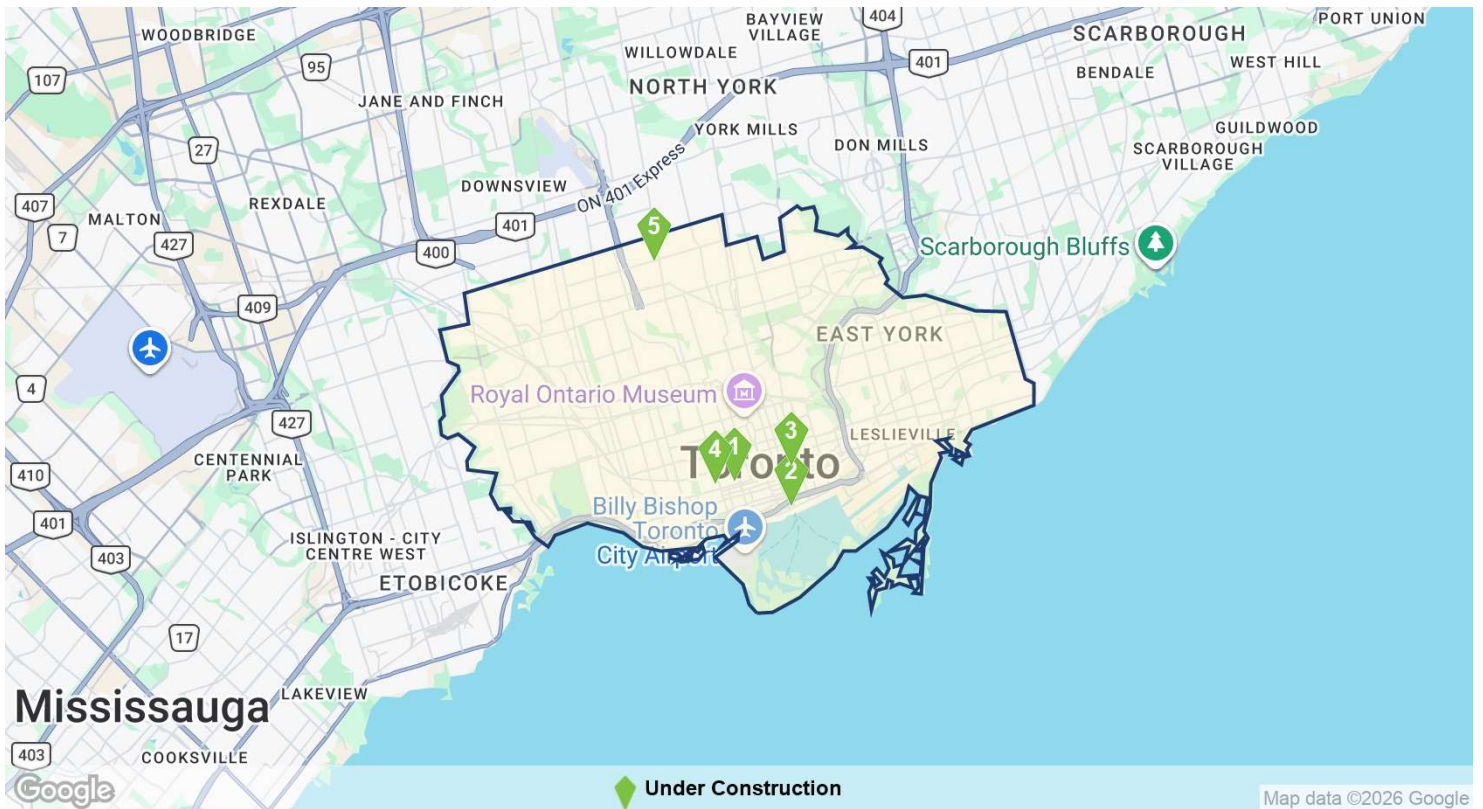 WOODBRIDGE
BAYVIEW
VILLAGE
404
PORT UNION
WILLOWDALE
SCARBOROUGH
107
95
401
BENDALE
WEST HILL
NORTH YORK
JANE AND FINCH
YORK MILLS
GUILDWOOD
27
DON MILLS
SCARBOROUGH
VILLAGE
DOWNSVIEW
ON 401 Express
REXDALE
407
MALTON
7
427
401
400
5
Scarborough Bluffs
409
EAST YORK
4
Royal Ontario Museum
427
3
LESLIEVILLE
4
1
Toronto
CENTENNIAL
PARK
410
2
Billy Bishop
Toronto
City Airport
401
403
ISLINGTON - CITY
CENTRE WEST
ETOBICOKE
17
LAKEVIEW
Mississauga
403
COOKSVILLE
Google
Under Construction
Map data ©2026 Google